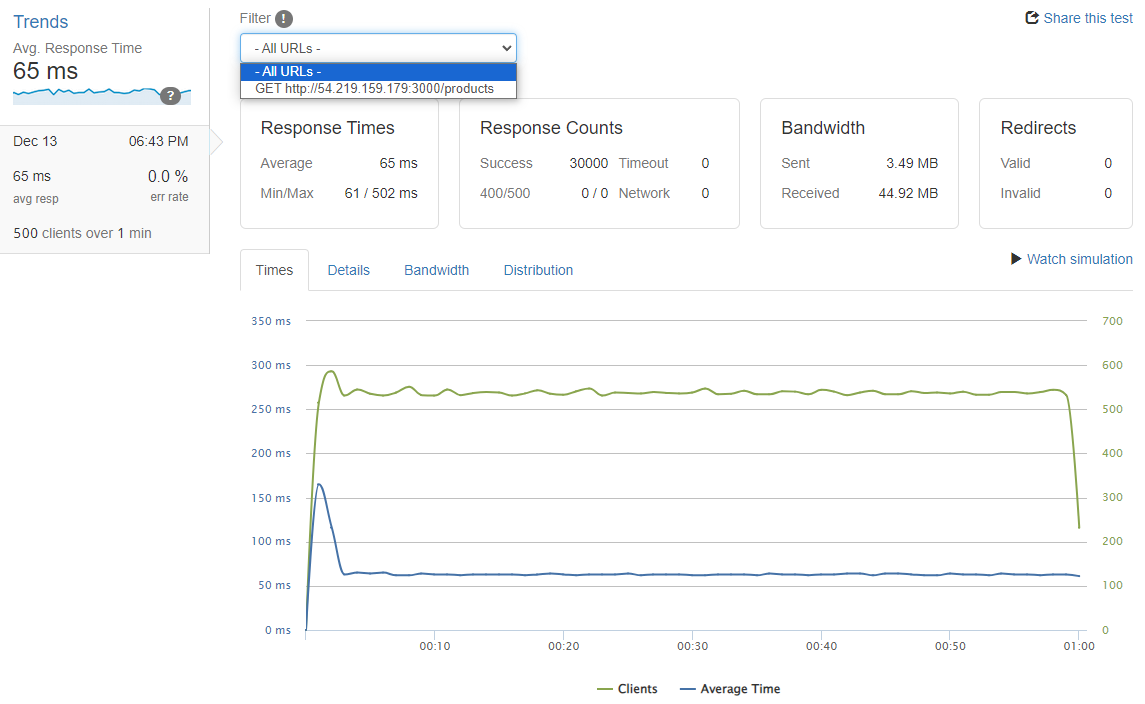 Trends
Avg. Response Time
65 ms
?
Dec 13 06:43 PM
65 ms 0.0 %
avg resp err rate
500 clients over 1 min
Filter !
Share this test
- All URLs -
- All URLs -
GET http://54.219.159.179:3000/products
Response Times
Average 65 ms
Min/Max 61 / 502 ms
Response Counts
Success 30000 Timeout 0
400/500 0 / 0 Network 0
Bandwidth
Sent 3.49 MB
Received 44.92 MB
Redirects
Valid 0
Invalid 0
Times Details Bandwidth Distribution
Watch simulation
350 ms 700
300 ms 600
250 ms 500
200 ms 400
150 ms 300
100 ms 200
50 ms 100
0 ms 0
00:10 00:20 00:30 00:40 00:50 01:00
Clients Average Time